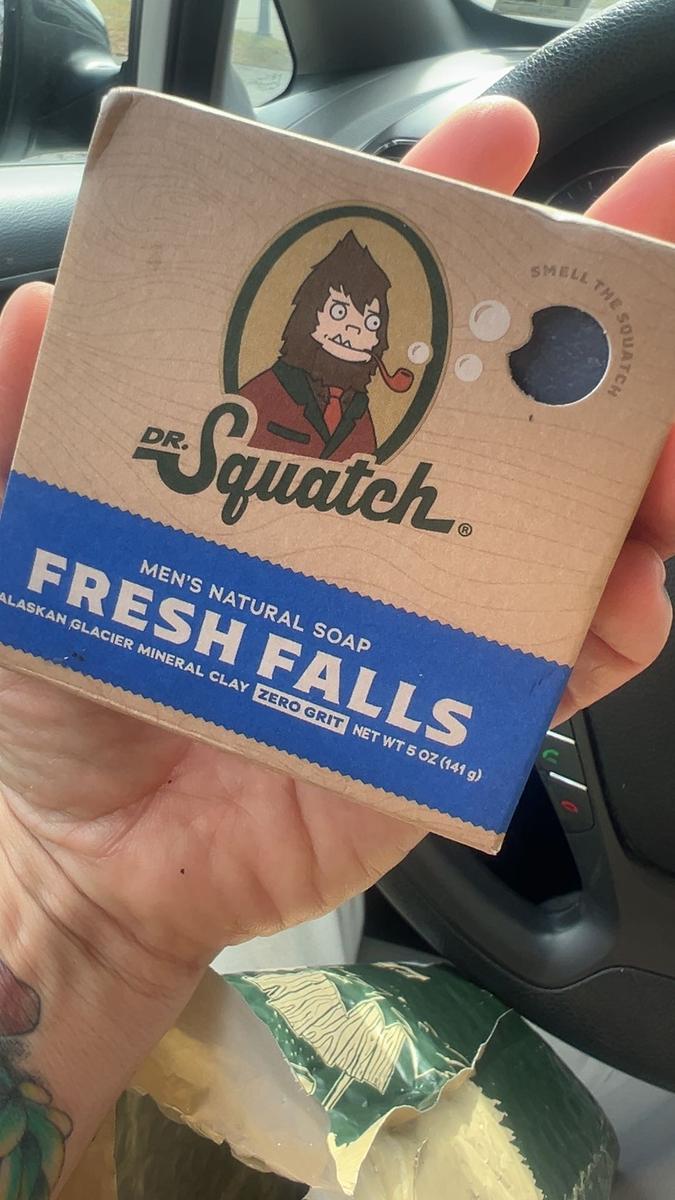 SMELL THE SQUATCH
DR.
Squatch®
MEN'S NATURAL SOAP
FRESH FALLS
ALASKAN GLACIER MINERAL CLAY ZERO GRIT NET WT 5 OZ (141 g)